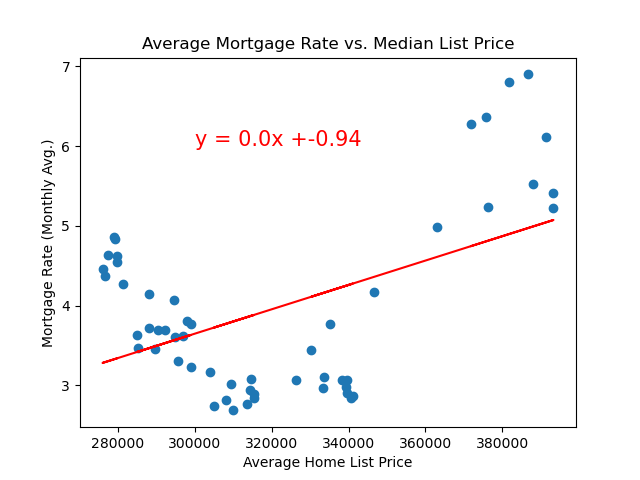 Average Mortgage Rate vs. Median List Price
7
6
5
4
3
Mortgage Rate (Monthly Avg.)
y = 0.0x +-0.94
280000 300000 320000 340000 360000 380000
Average Home List Price